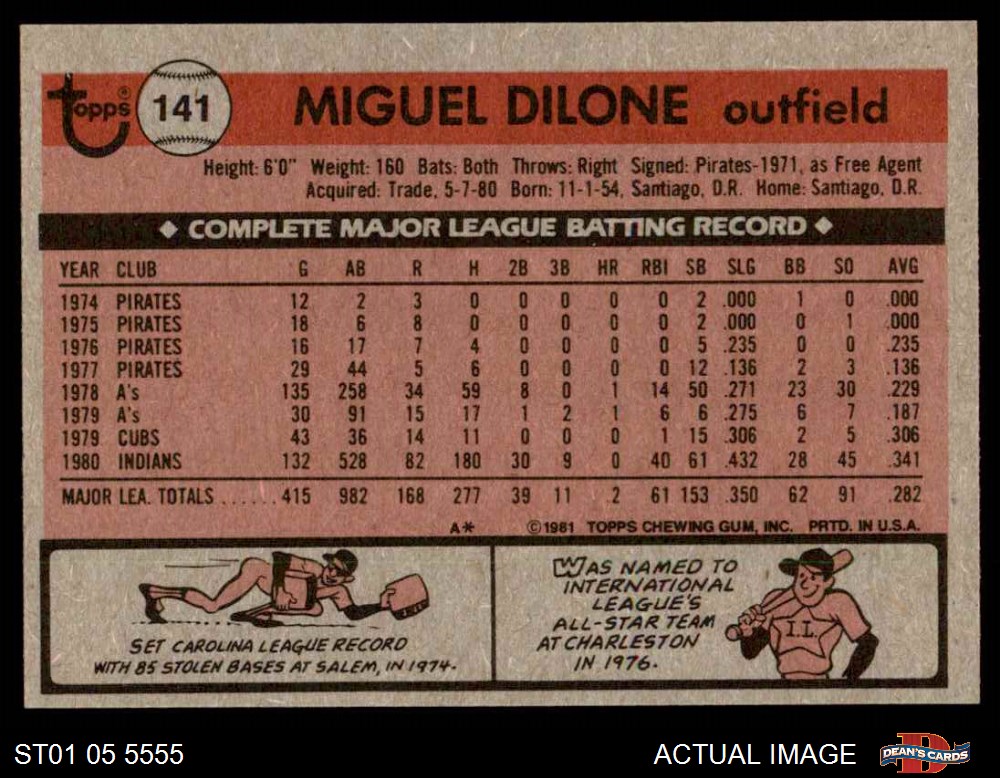 topps® 141 MIGUEL DILONE outfield
Height: 6'0" Weight: 160 Bats: Both Throws: Right Signed: Pirates-1971, as Free Agent
Acquired: Trade, 5-7-80 Born: 11-1-54, Santiago, D.R. Home: Santiago, D.R.
◆ COMPLETE MAJOR LEAGUE BATTING RECORD ◆
YEAR CLUB G AB R H 2B 3B HR RBI SB SLG BB SO AVG
1974 PIRATES 12 2 3 0 0 0 0 0 2 .000 1 0 .000
1975 PIRATES 18 6 8 0 0 0 0 0 2 .000 0 1 .000
1976 PIRATES 16 17 7 4 0 0 0 0 5 .235 0 0 .235
1977 PIRATES 29 44 5 6 0 0 0 0 12 .136 2 3 .136
1978 A's 135 258 34 59 8 0 1 14 50 .271 23 30 .229
1979 A's 30 91 15 17 1 2 1 6 6 .275 6 7 .187
1979 CUBS 43 36 14 11 0 0 0 1 15 .306 2 5 .306
1980 INDIANS 132 528 82 180 30 9 0 40 61 .432 28 45 .341
MAJOR LEA. TOTALS ......415 982 168 277 39 11 .2 61 153 .350 62 91 .282
A* ©1981 TOPPS CHEWING GUM, INC. PRTD. IN U.S.A.
SET CAROLINA LEAGUE RECORD
WITH 85 STOLEN BASES AT SALEM, IN 1974.
WAS NAMED TO
INTERNATIONAL
LEAGUE'S
ALL-STAR TEAM
AT CHARLESTON
IN 1976.
I.L.
ST01 05 5555 ACTUAL IMAGE DEAN'S CARDS